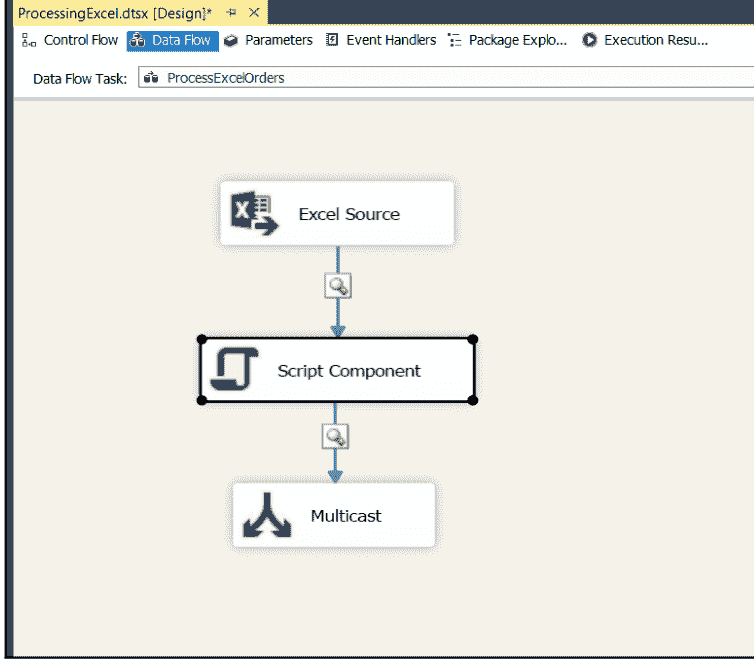 ProcessingExcel.dtsx [Design]*
Control Flow Data Flow Parameters Event Handlers Package Explo... Execution Resu...
Data Flow Task: ProcessExcelOrders
Excel Source
Script Component
Multicast